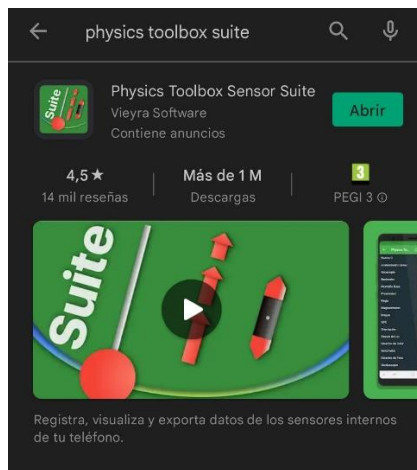 physics toolbox suite
Suite
Physics Toolbox Sensor Suite
Vieyra Software
Contiene anuncios
Abrir
4,5★
14 mil reseñas
Más de 1 M
Descargas
3
PEGI 3
Suite
Registra, visualiza y exporta datos de los sensores internos
de tu teléfono.